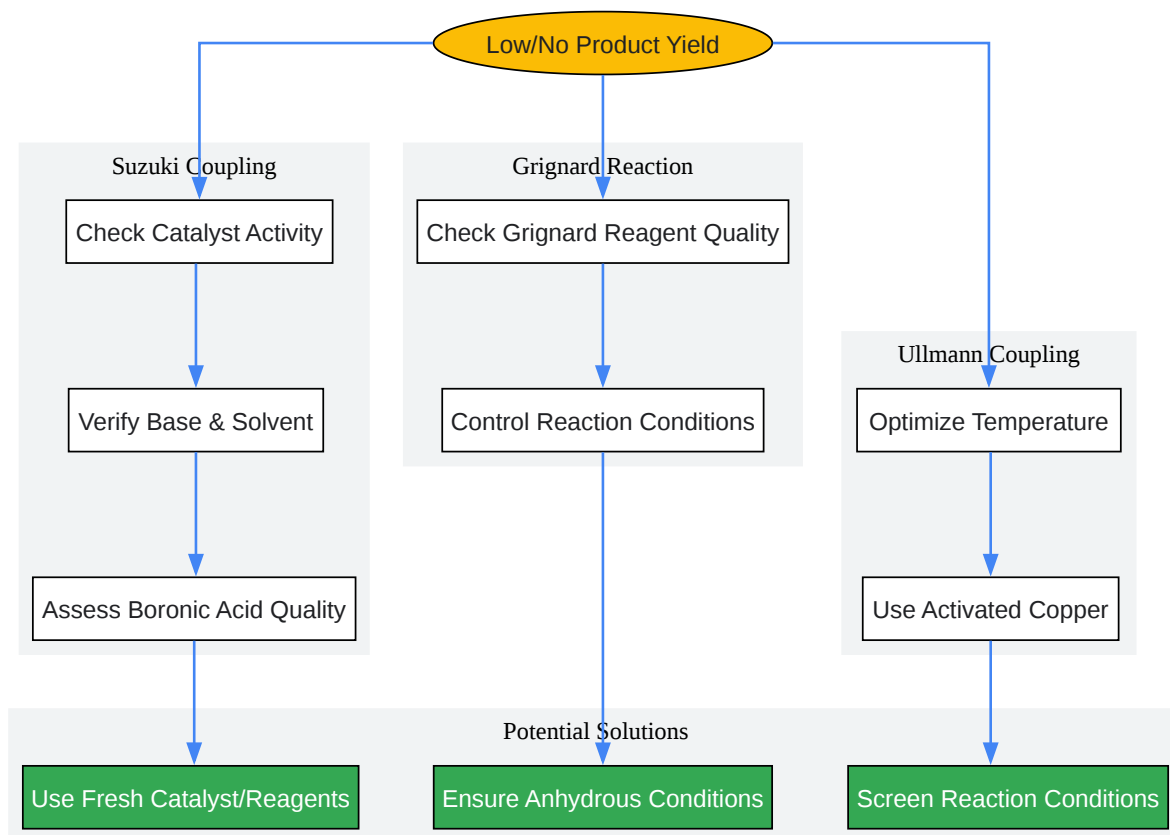 Low/No Product Yield
Suzuki Coupling
Grignard Reaction
Check Catalyst Activity
Check Grignard Reagent Quality
Ullmann Coupling
Verify Base & Solvent
Control Reaction Conditions
Optimize Temperature
Assess Boronic Acid Quality
Use Activated Copper
Potential Solutions
Use Fresh Catalyst/Reagents
Ensure Anhydrous Conditions
Screen Reaction Conditions